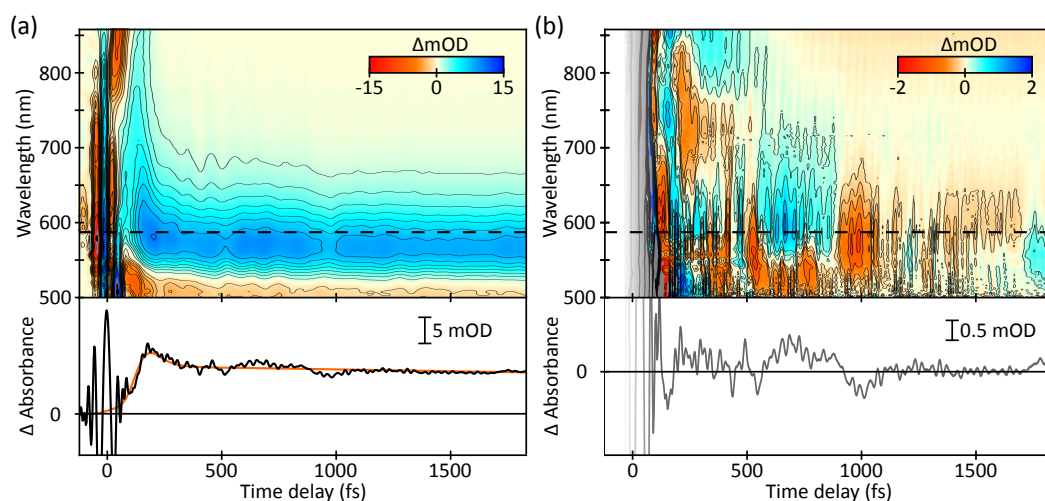 (a)
ΔmOD
-15 0 15
Wavelength (nm)
800
700
600
500
5 mOD
Δ Absorbance
0
0 500 1000 1500
Time delay (fs)
(b)
ΔmOD
-2 0 2
Wavelength (nm)
800
700
600
500
0.5 mOD
Δ Absorbance
0
0 500 1000 1500
Time delay (fs)